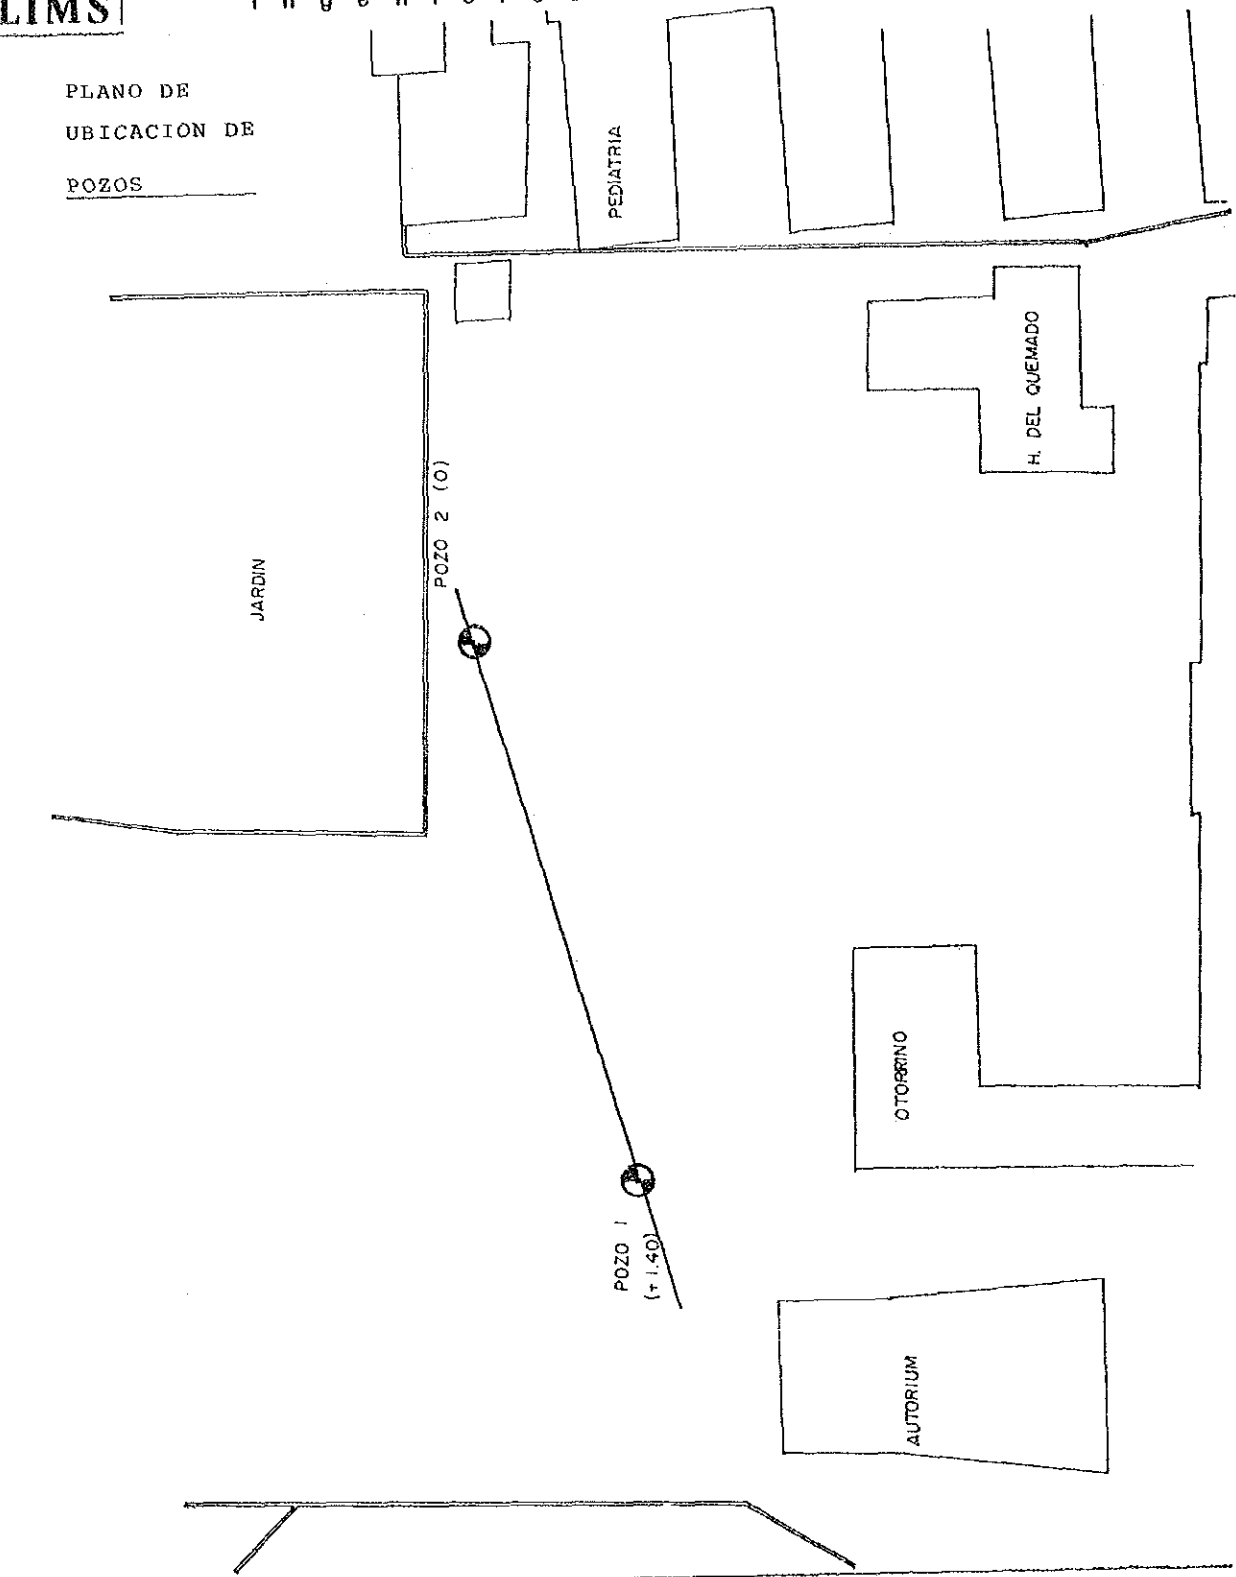 LIMS
PLANO DE
UBICACION DE
POZOS
PEDIATRIA
H. DEL QUEMADO
POZO 2 (0)
JARDIN
OTORRINO
POZO 1
(+1.40)
AUTORIUM